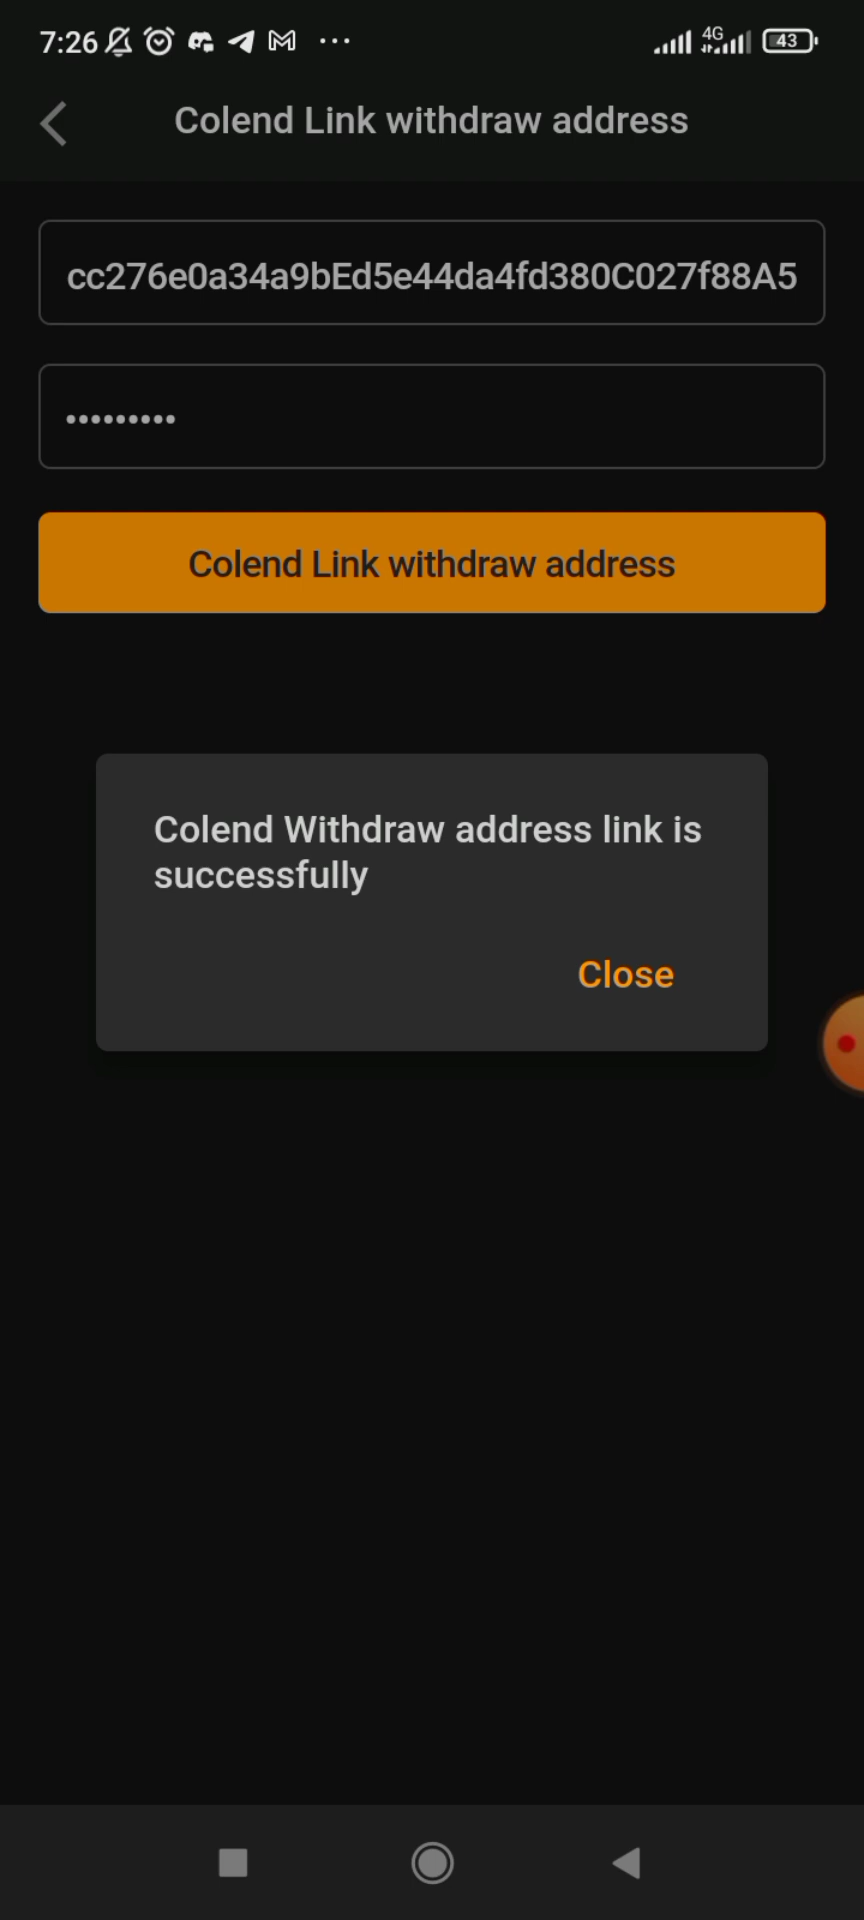 7:26 ... 4G 43
Colend Link withdraw address
cc276e0a34a9bEd5e44da4fd380C027f88A5
•••••••••
Colend Link withdraw address
Colend Withdraw address link is
successfully
Close